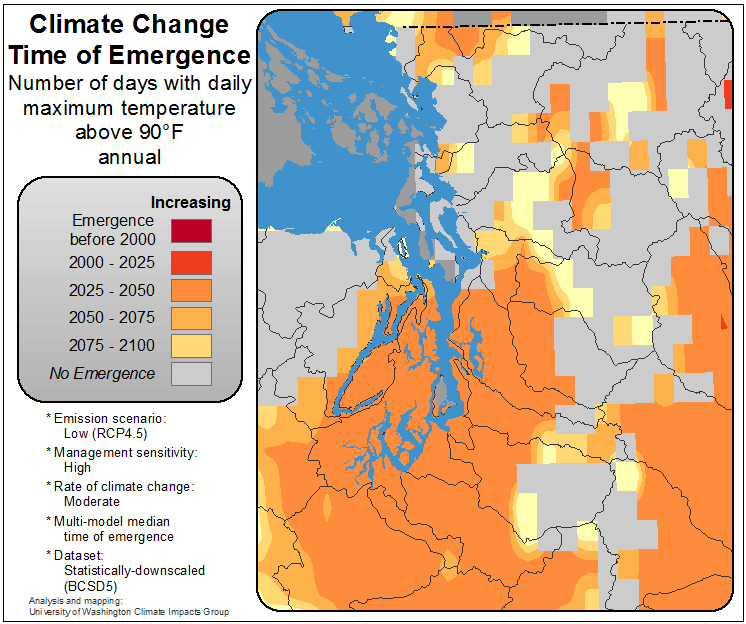 Climate Change
Time of Emergence
Number of days with daily
maximum temperature
above 90°F
annual
Increasing
Emergence
before 2000
2000 - 2025
2025 - 2050
2050 - 2075
2075 - 2100
No Emergence
* Emission scenario:
Low (RCP4.5)
* Management sensitivity:
High
* Rate of climate change:
Moderate
* Multi-model median
time of emergence
* Dataset:
Statistically-downscaled
(BCSD5)
Analysis and mapping:
University of Washington Climate Impacts Group